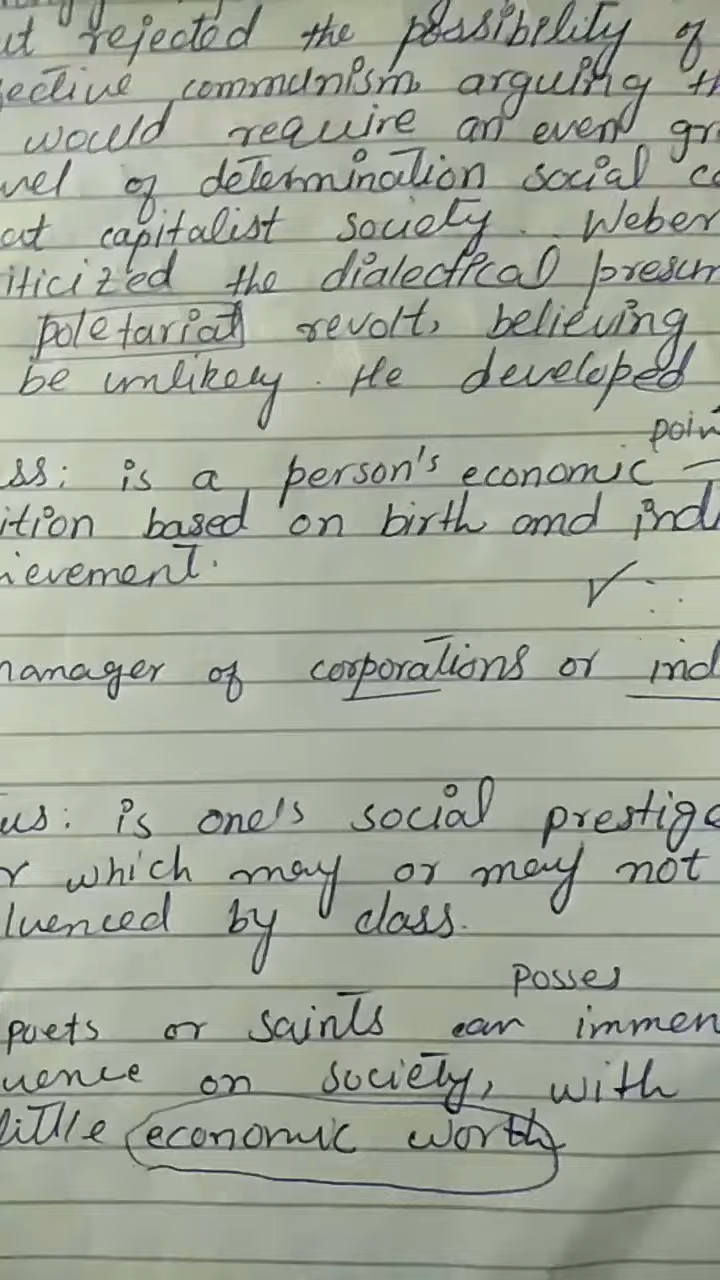 ut rejected the possibility of
ective communism, arguing th
would require an even gr
vel of determination social co
at capitalist society. Weber
iticized the dialectical presum
poletariat revolt, believing
be unlikely. He developed
poin
ss: is a person's economic
ition based on birth and indi
ievement.
manager of corporations or ind
us: is one's social prestige
r which may or may not
luenced by class.
posses
poets or saints can immen
uence on society, with
little economic worth